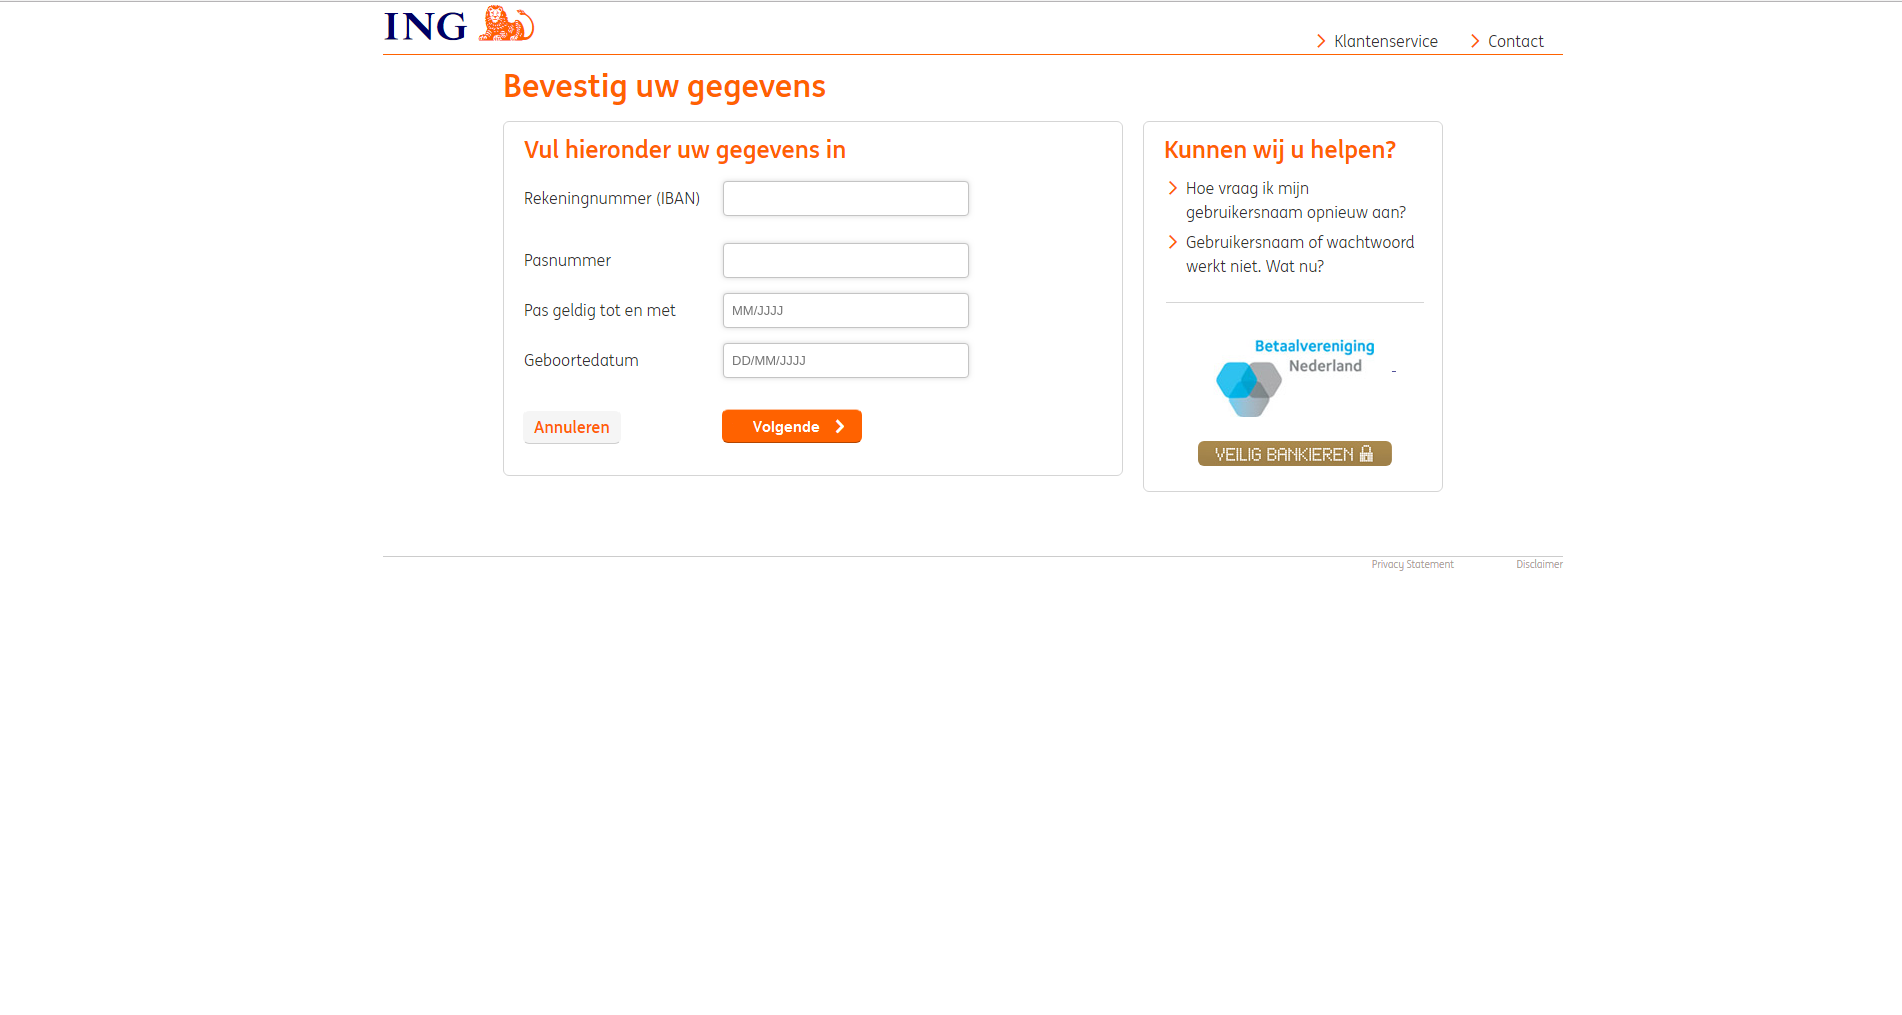 ING
Klantenservice
Contact
Bevestig uw gegevens
Vul hieronder uw gegevens in
Rekeningnummer (IBAN)
Pasnummer
Pas geldig tot en met
MM/JJJJ
Geboortedatum
DD/MM/JJJJ
Annuleren
Volgende
Kunnen wij u helpen?
Hoe vraag ik mijn
gebruikersnaam opnieuw aan?
Gebruikersnaam of wachtwoord
werkt niet. Wat nu?
Betaalvereniging
Nederland
-
VEILIG BANKIEREN
Privacy Statement
Disclaimer